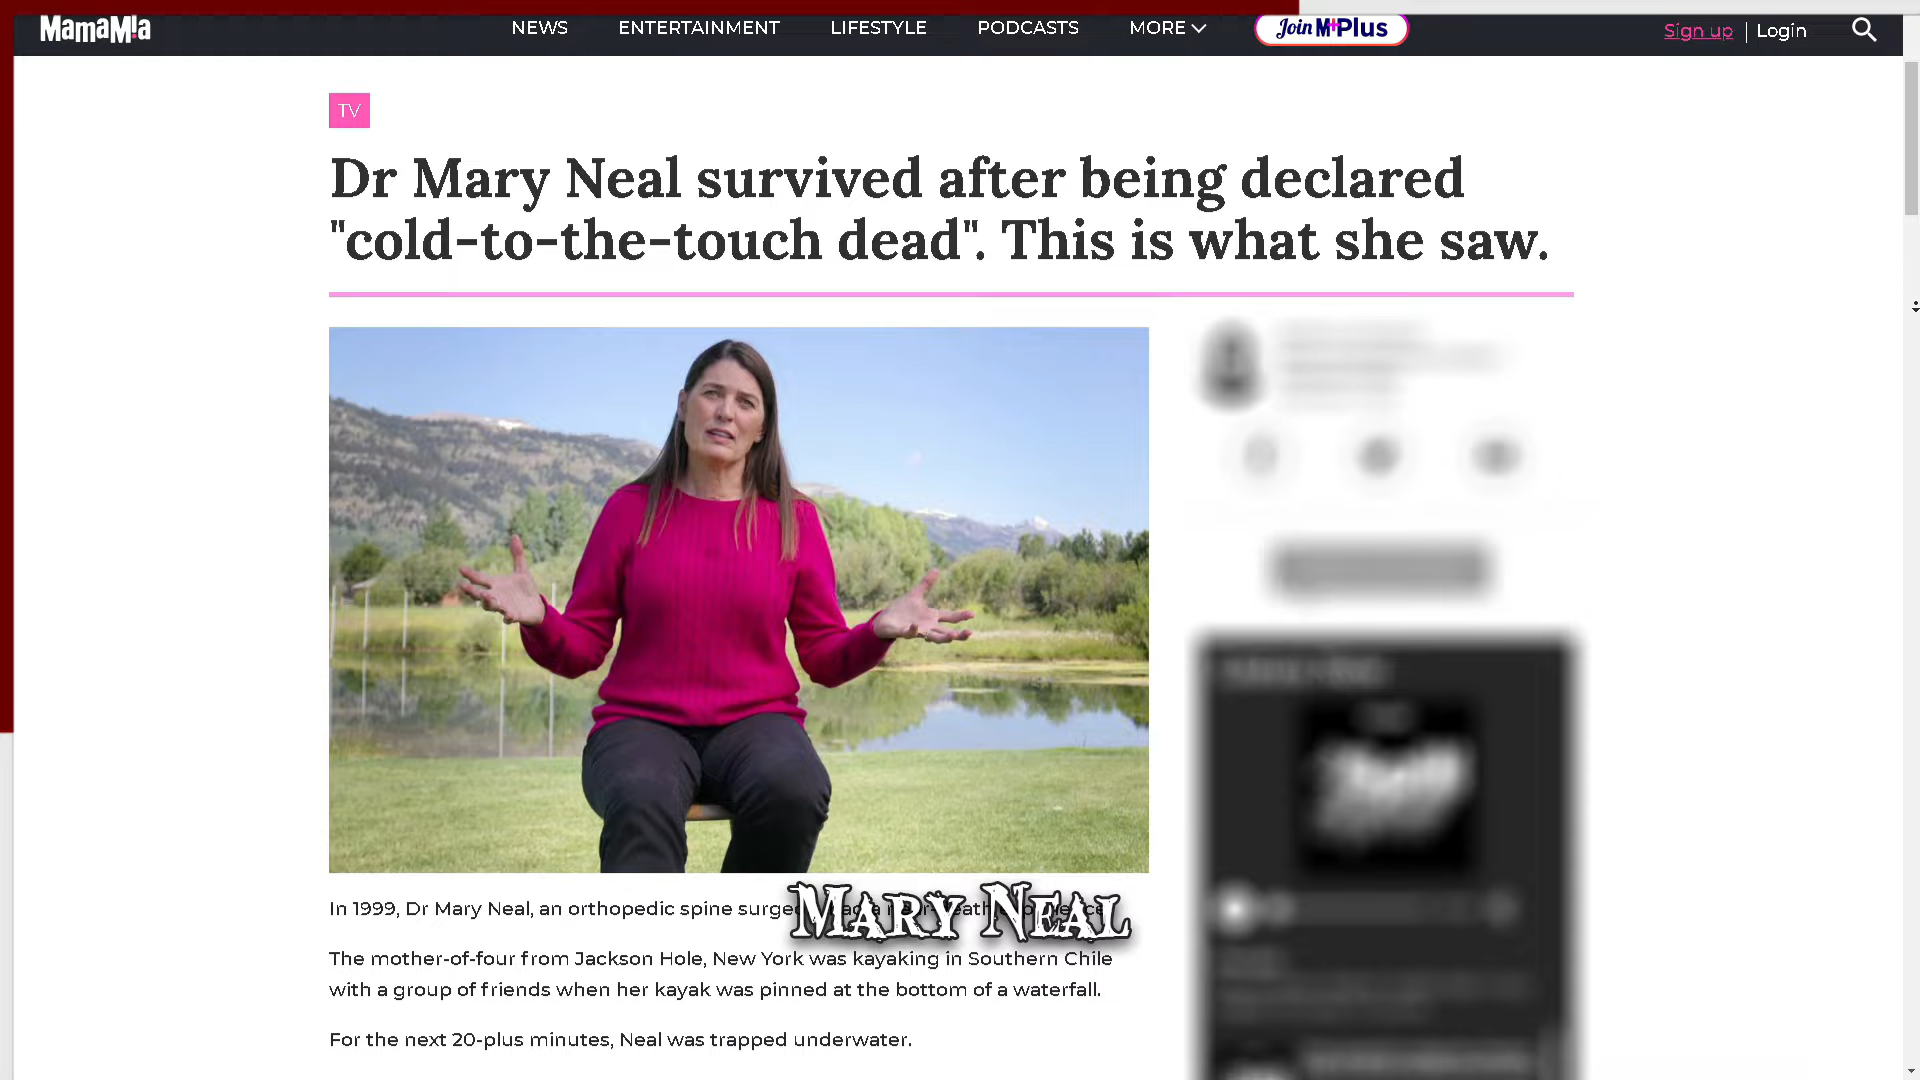 MamaMia
NEWS
ENTERTAINMENT
LIFESTYLE
PODCASTS
MORE
Join M+Plus
Sign up
Login
TV
Dr Mary Neal survived after being declared
"cold-to-the-touch dead". This is what she saw.
In 1999, Dr Mary Neal, an orthopedic spine
Mary Neal
The mother-of-four from Jackson Hole, New York was kayaking in Southern Chile
with a group of friends when her kayak was pinned at the bottom of a waterfall.
For the next 20-plus minutes, Neal was trapped underwater.